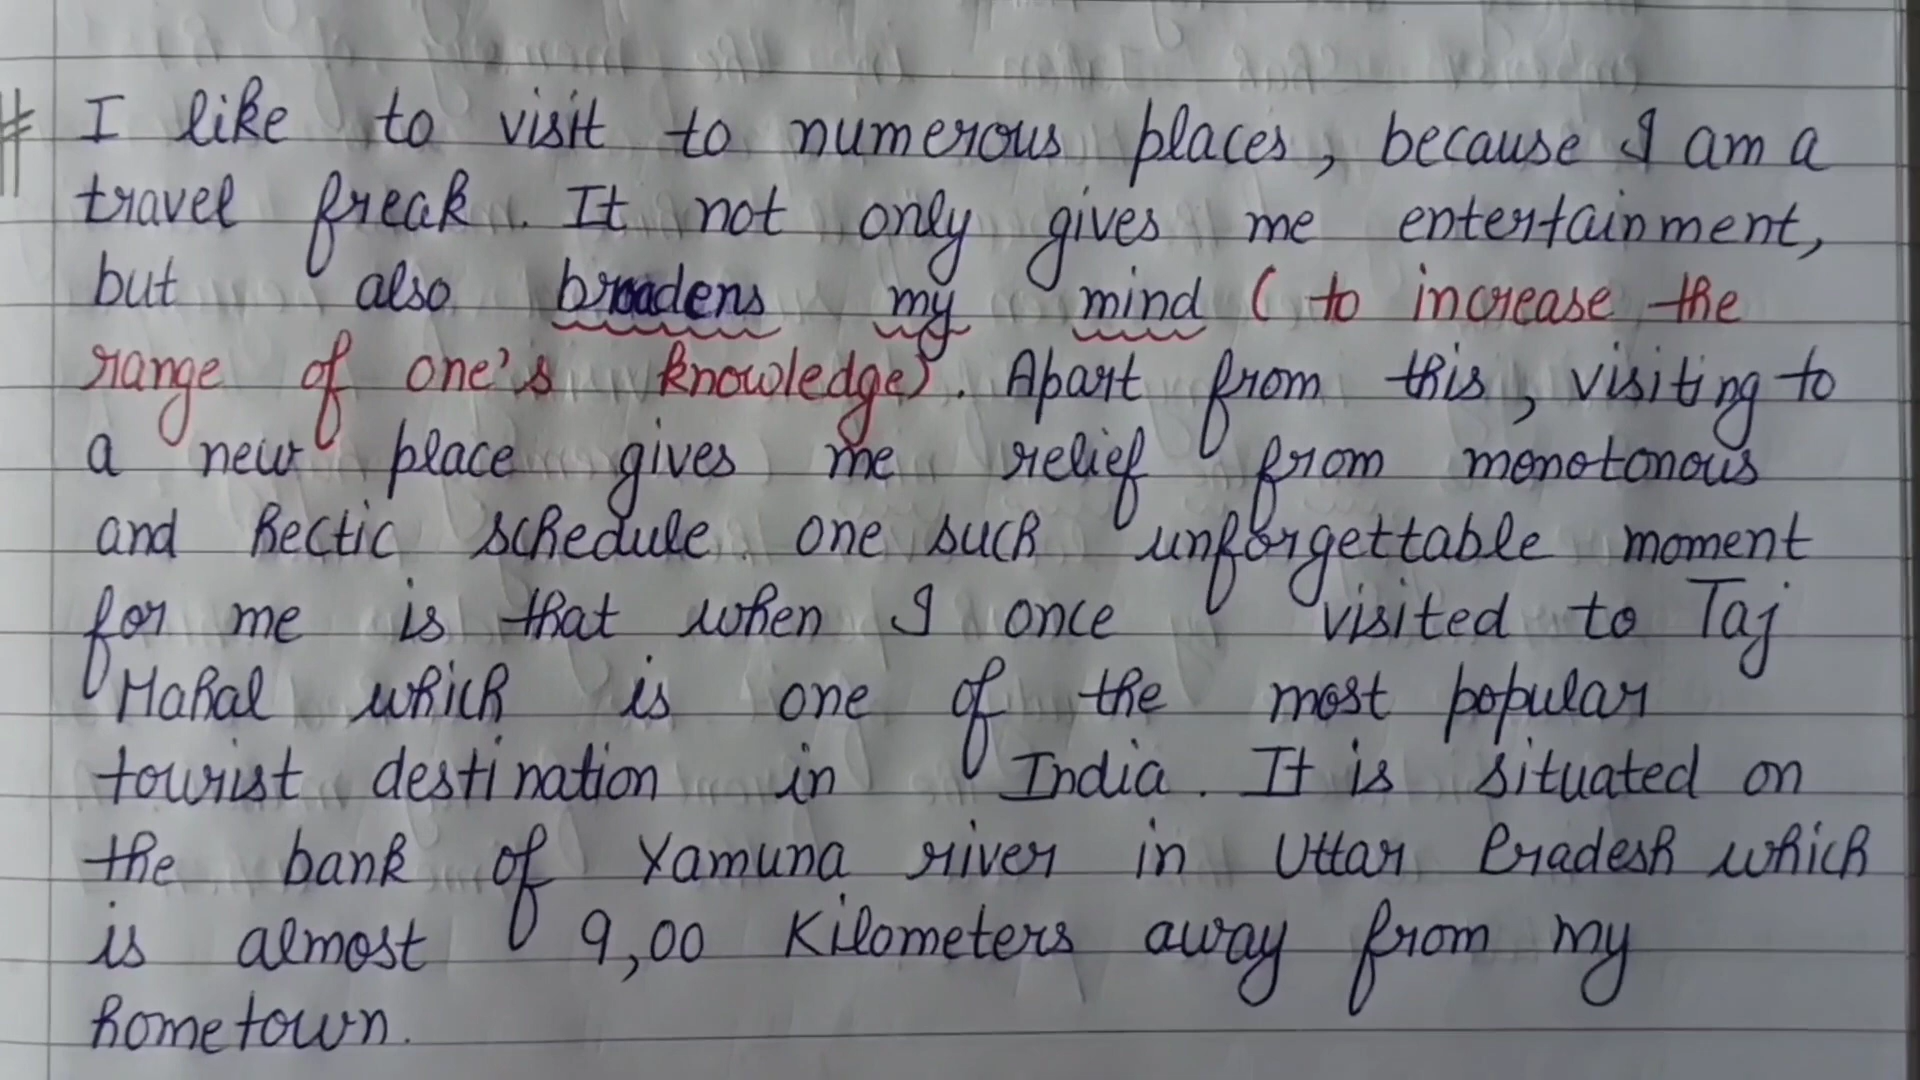 # I like to visit to numerous places, because I am a
travel freak. It not only gives me entertainment,
but also broadens my mind ( to increase the
range of one's knowledge). Apart from this, visiting to
a new place gives me relief from monotonous
and hectic schedule. one such unforgettable moment
for me is that when I once visited to Taj
Mahal which is one of the most popular
tourist destination in India. It is situated on
the bank of Yamuna river in Uttar Pradesh which
is almost 9,00 Kilometers away from my
hometown.